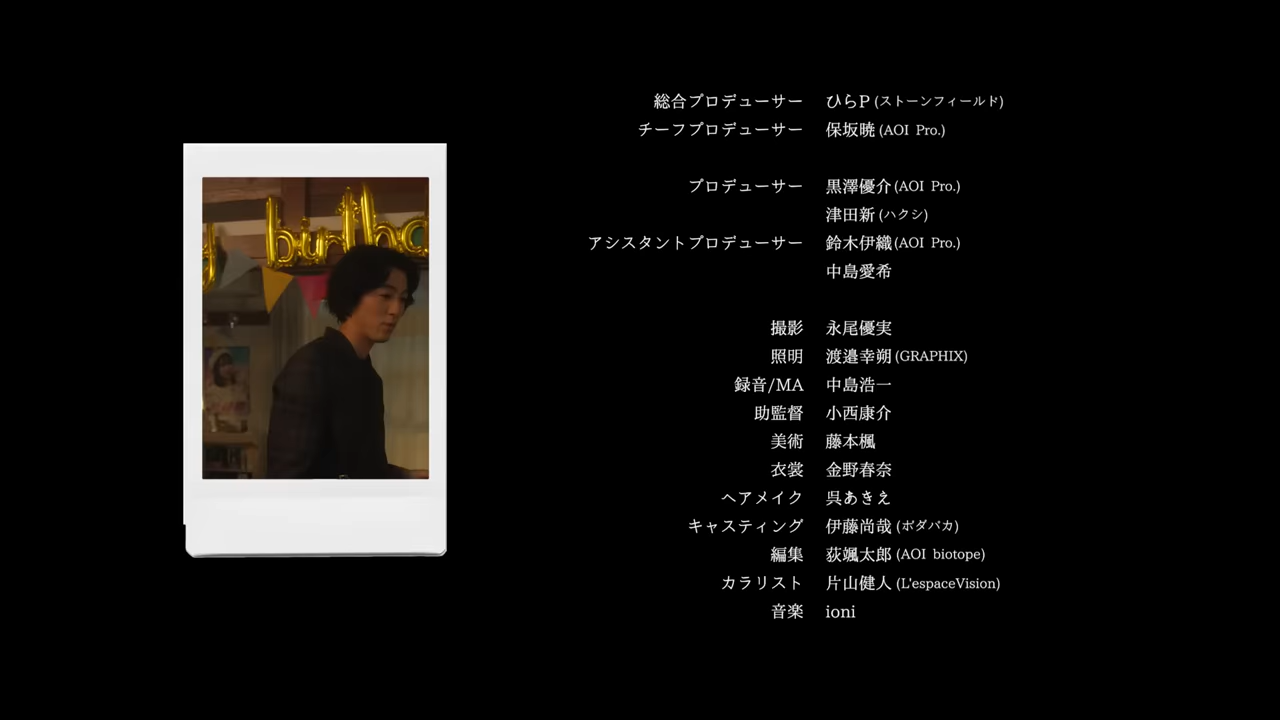 birthd
総合プロデューサー ひらP (ストーンフィールド)
チーフプロデューサー 保坂暁 (AOI Pro.)
プロデューサー 黒澤優介 (AOI Pro.)
津田新 (ハクシ)
アシスタントプロデューサー 鈴木伊織 (AOI Pro.)
中島愛希
撮影 永尾優実
照明 渡邉幸朔 (GRAPHIX)
録音/MA 中島浩一
助監督 小西康介
美術 藤本楓
衣裳 金野春奈
ヘアメイク 呉あきえ
キャスティング 伊藤尚哉 (ボダパカ)
編集 荻颯太郎 (AOI biotope)
カラリスト 片山健人 (L'espaceVision)
音楽 ioni